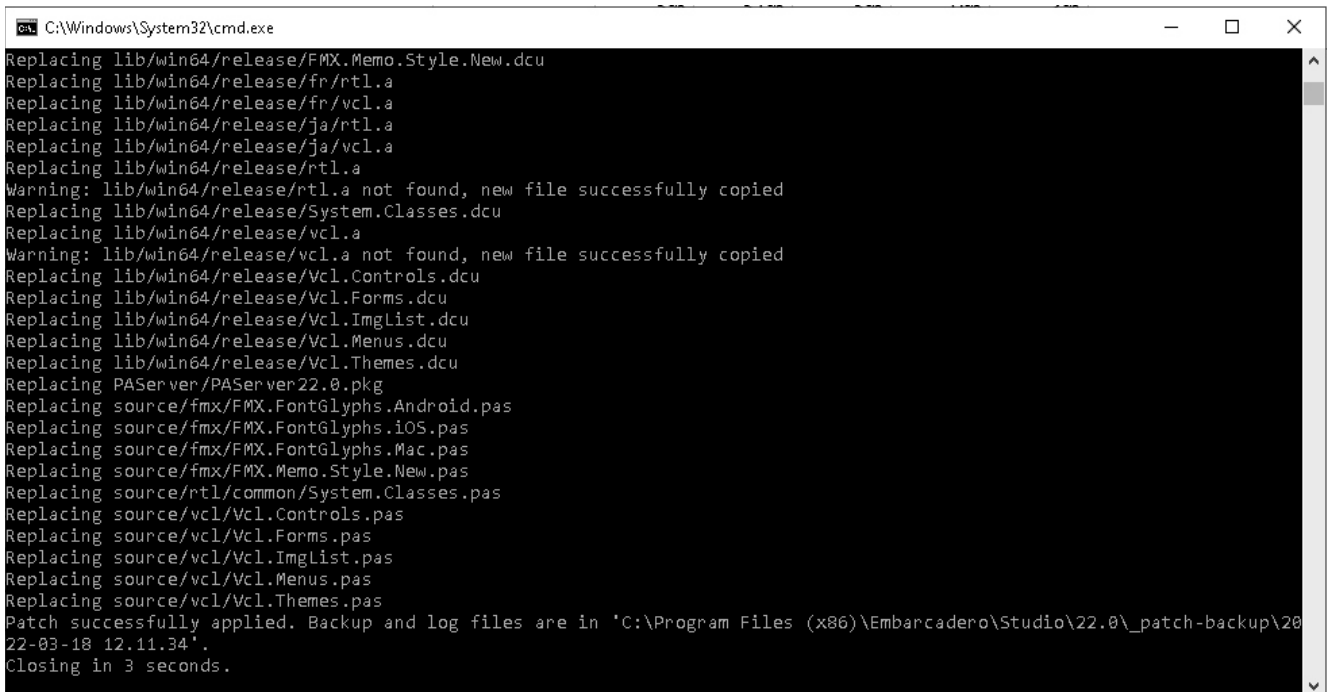 C:\Windows\System32\cmd.exe
Replacing lib/win64/release/FMX.Memo.Style.New.dcu
Replacing lib/win64/release/fr/rtl.a
Replacing lib/win64/release/fr/vcl.a
Replacing lib/win64/release/ja/rtl.a
Replacing lib/win64/release/ja/vcl.a
Replacing lib/win64/release/rtl.a
Warning: lib/win64/release/rtl.a not found, new file successfully copied
Replacing lib/win64/release/System.Classes.dcu
Replacing lib/win64/release/vcl.a
Warning: lib/win64/release/vcl.a not found, new file successfully copied
Replacing lib/win64/release/Vcl.Controls.dcu
Replacing lib/win64/release/Vcl.Forms.dcu
Replacing lib/win64/release/Vcl.ImgList.dcu
Replacing lib/win64/release/Vcl.Menus.dcu
Replacing lib/win64/release/Vcl.Themes.dcu
Replacing PAServer/PAServer22.0.pkg
Replacing source/fmx/FMX.FontGlyphs.Android.pas
Replacing source/fmx/FMX.FontGlyphs.iOS.pas
Replacing source/fmx/FMX.FontGlyphs.Mac.pas
Replacing source/fmx/FMX.Memo.Style.New.pas
Replacing source/rtl/common/System.Classes.pas
Replacing source/vcl/Vcl.Controls.pas
Replacing source/vcl/Vcl.Forms.pas
Replacing source/vcl/Vcl.ImgList.pas
Replacing source/vcl/Vcl.Menus.pas
Replacing source/vcl/Vcl.Themes.pas
Patch successfully applied. Backup and log files are in 'C:\Program Files (x86)\Embarcadero\Studio\22.0\_patch-backup\20
22-03-18 12.11.34'.
Closing in 3 seconds.